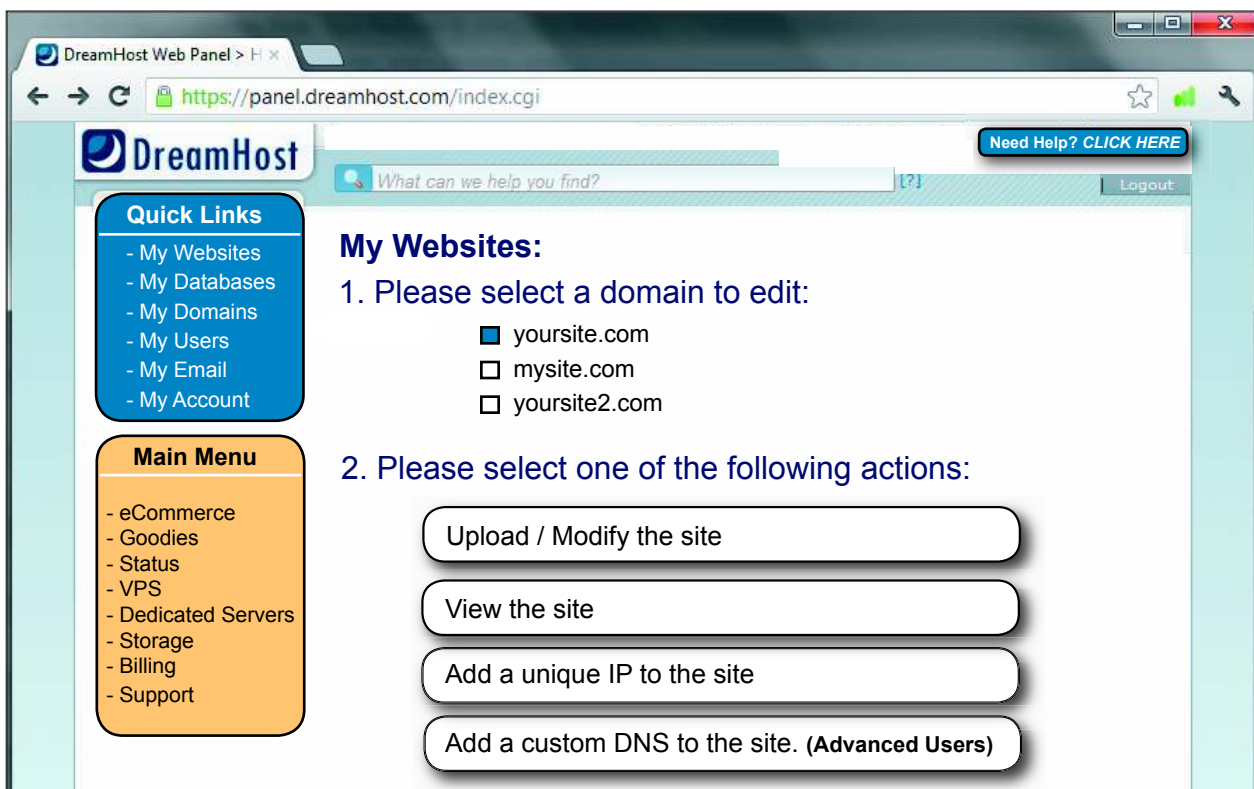 DreamHost Web Panel > H
https://panel.dreamhost.com/index.cgi
DreamHost
Need Help? CLICK HERE
What can we help you find?
[?]
Logout
Quick Links
- My Websites
- My Databases
- My Domains
- My Users
- My Email
- My Account
Main Menu
- eCommerce
- Goodies
- Status
- VPS
- Dedicated Servers
- Storage
- Billing
- Support
My Websites:
1. Please select a domain to edit:
yoursite.com
mysite.com
yoursite2.com
2. Please select one of the following actions:
Upload / Modify the site
View the site
Add a unique IP to the site
Add a custom DNS to the site. (Advanced Users)